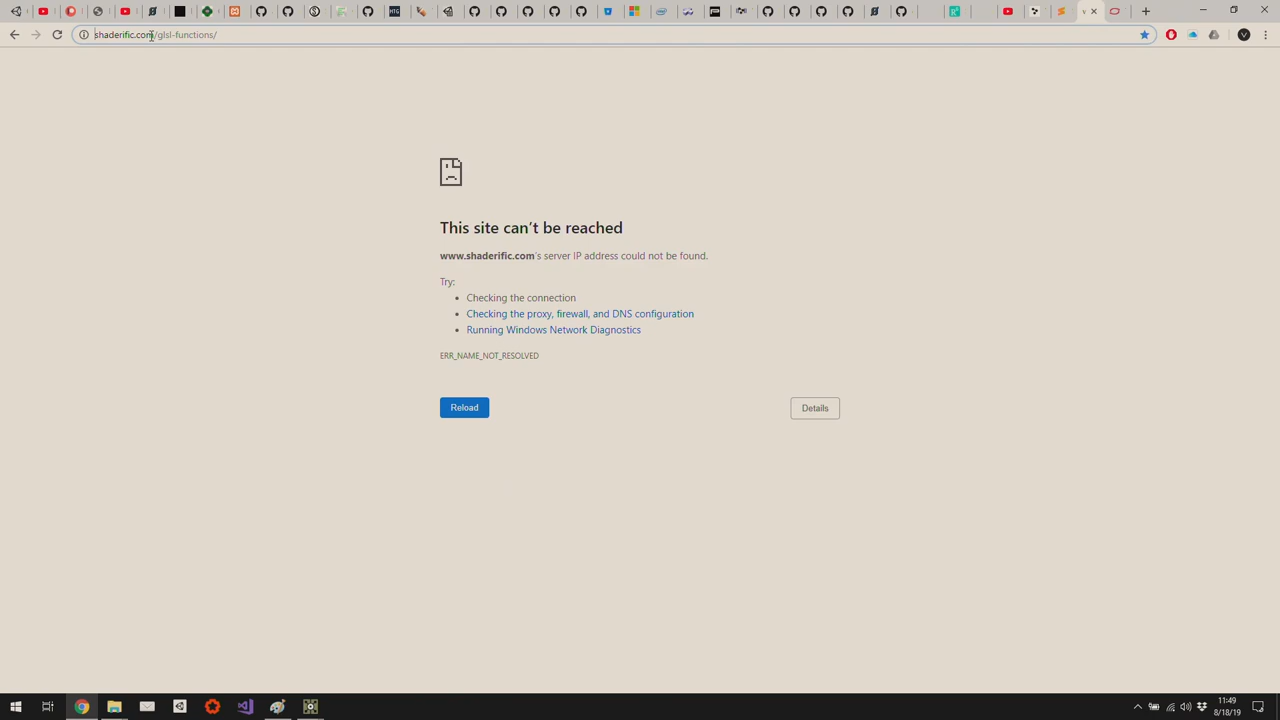 shaderific.com/glsl-functions/
V
This site can't be reached
www.shaderific.com's server IP address could not be found.
Try:
• Checking the connection
• Checking the proxy, firewall, and DNS configuration
• Running Windows Network Diagnostics
ERR_NAME_NOT_RESOLVED
Reload
Details
11:49
8/18/19